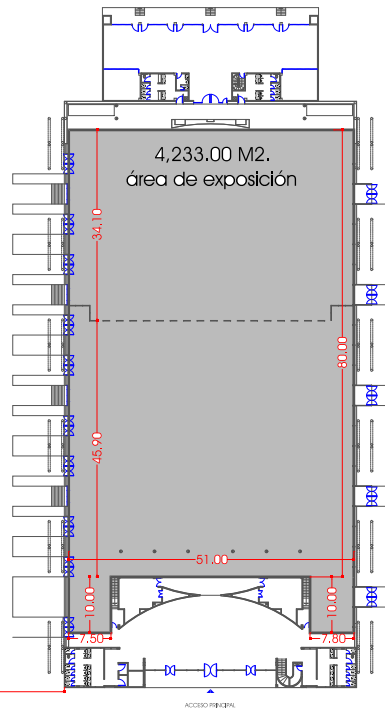 4,233.00 M2.
área de exposición
34.10
80.00
45.90
51.00
10.00
10.00
7.50
7.80
ACCESO PRINCIPAL